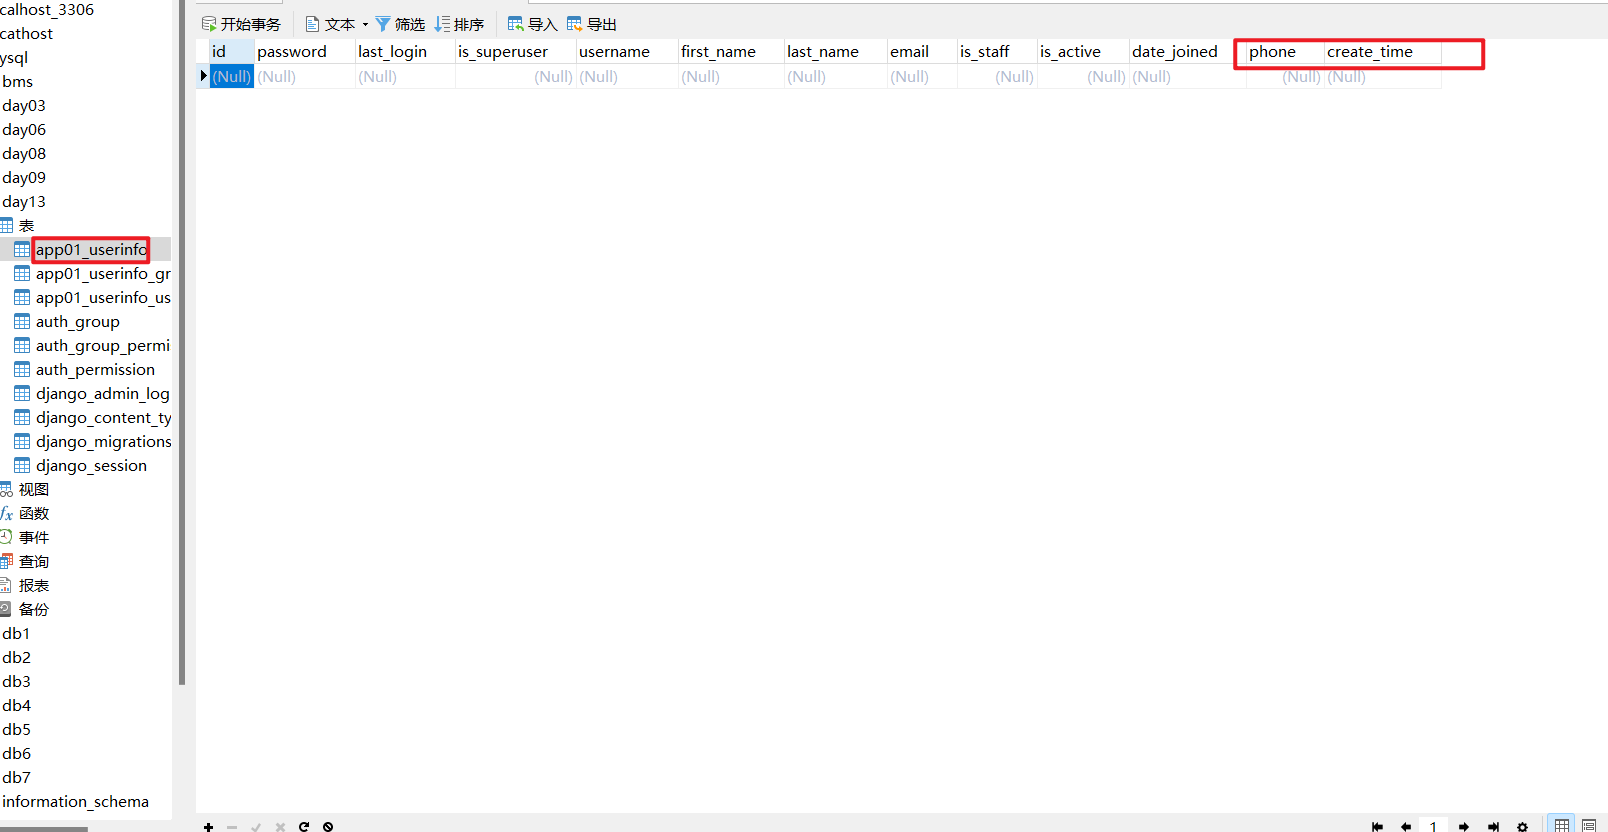 calhost_3306
cathost
ysql
bms
day03
day06
day08
day09
day13
表
app01_userinfo
app01_userinfo_gr
app01_userinfo_us
auth_group
auth_group_permi
auth_permission
django_admin_log
django_content_ty
django_migrations
django_session
视图
fx 函数
事件
查询
报表
备份
db1
db2
db3
db4
db5
db6
db7
information_schema
开始事务 文本 筛选 排序 导入 导出
id password last_login is_superuser username first_name last_name email is_staff is_active date_joined phone create_time
(Null) (Null) (Null) (Null) (Null) (Null) (Null) (Null) (Null) (Null) (Null) (Null) (Null)
1